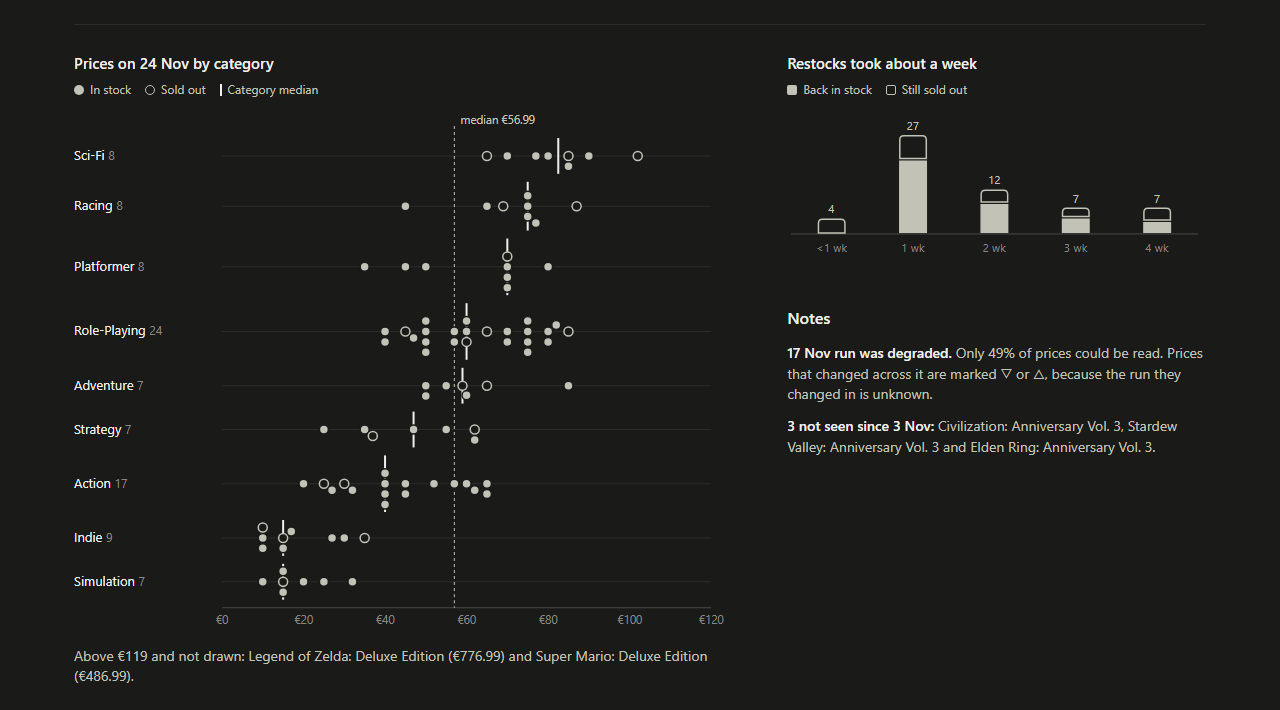 Prices on 24 Nov by category
In stock
Sold out
Category median
median €56.99
Sci-Fi 8
Racing 8
Platformer 8
Role-Playing 24
Adventure 7
Strategy 7
Action 17
Indie 9
Simulation 7
€0 €20 €40 €60 €80 €100 €120
Above €119 and not drawn: Legend of Zelda: Deluxe Edition (€776.99) and Super Mario: Deluxe Edition
(€486.99).
Restocks took about a week
Back in stock
Still sold out
4 27 12 7 7
<1 wk 1 wk 2 wk 3 wk 4 wk
Notes
17 Nov run was degraded. Only 49% of prices could be read. Prices
that changed across it are marked ▽ or △, because the run they
changed in is unknown.
3 not seen since 3 Nov: Civilization: Anniversary Vol. 3, Stardew
Valley: Anniversary Vol. 3 and Elden Ring: Anniversary Vol. 3.